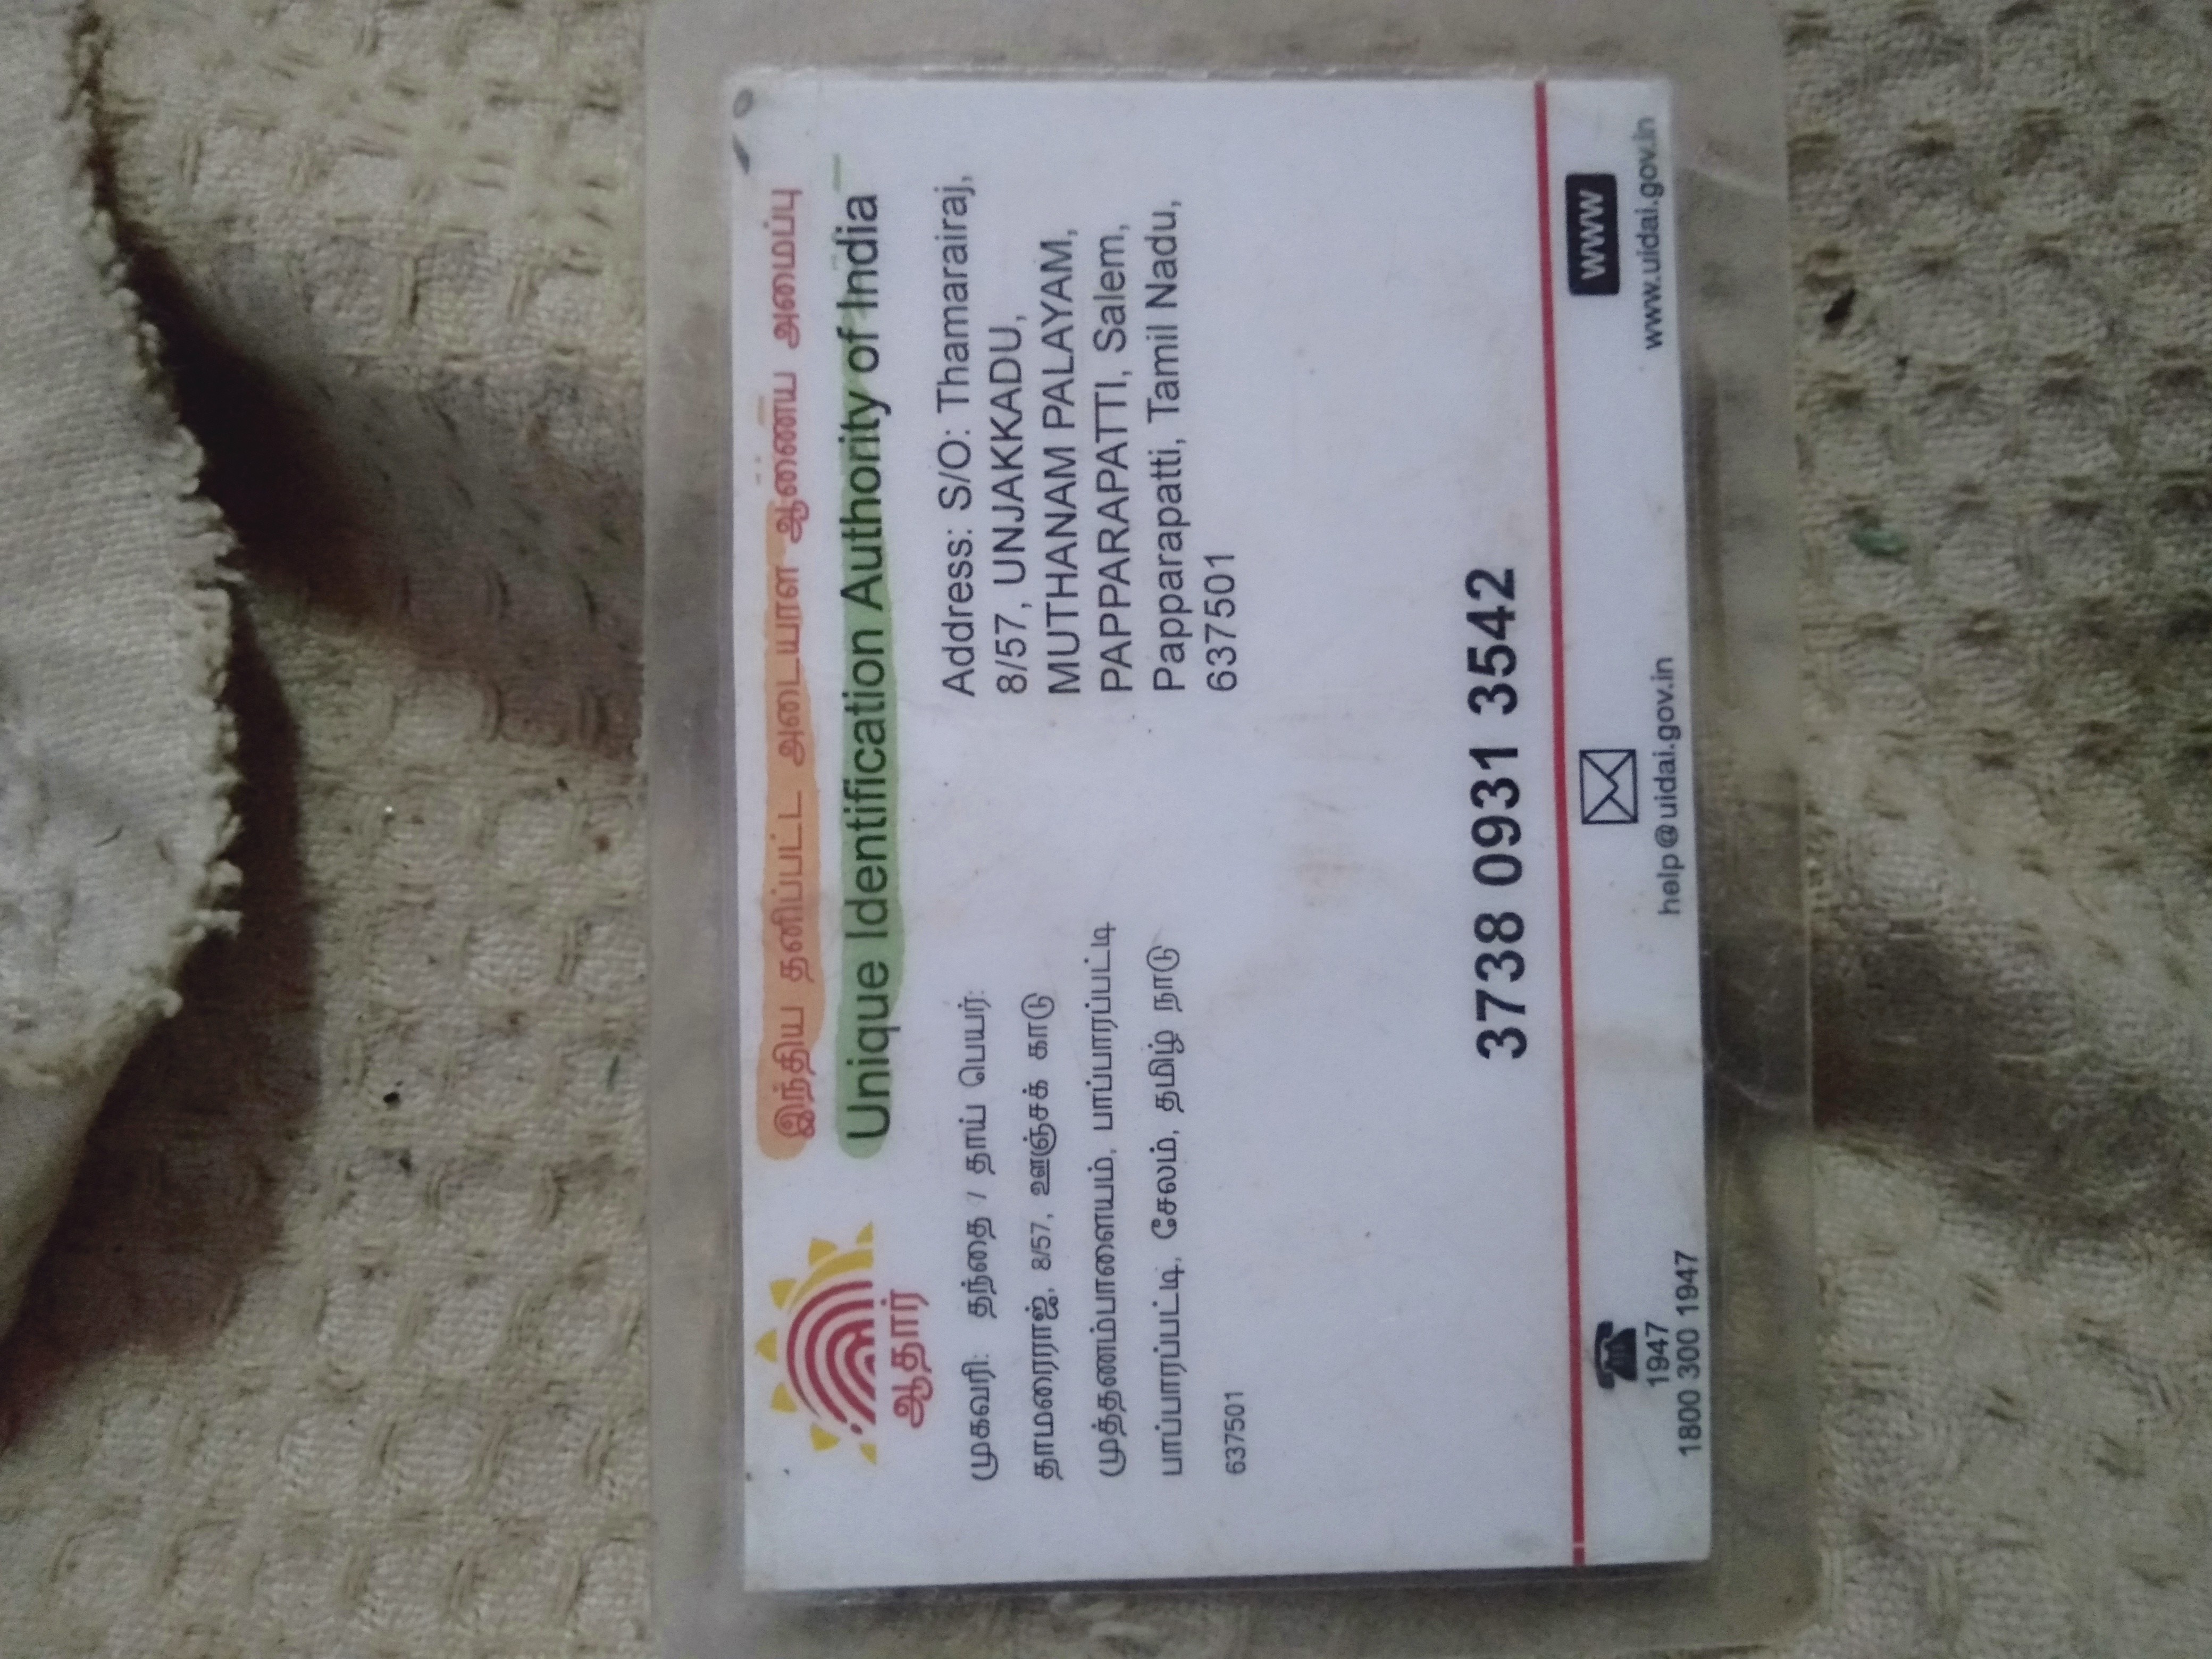 இந்திய தனிப்பட்ட அடையாள ஆணைய அமைப்பு
Unique Identification Authority of India
ஆதார்
முகவரி: தந்தை / தாய் பெயர்:
தாமரைராஜ், 8/57, ஊஞ்சக் காடு
முத்தணம்பாளையம், பாப்பாரப்பட்டி
பாப்பார்ப்பட்டி, சேலம், தமிழ் நாடு
637501
Address: S/O: Thamarairaj,
8/57, UNJAKKADU,
MUTHANAM PALAYAM,
PAPPARAPATTI, Salem,
Papparapatti, Tamil Nadu,
637501
3738 0931 3542
1947
1800 300 1947
help@uidai.gov.in
www
www.uidai.gov.in